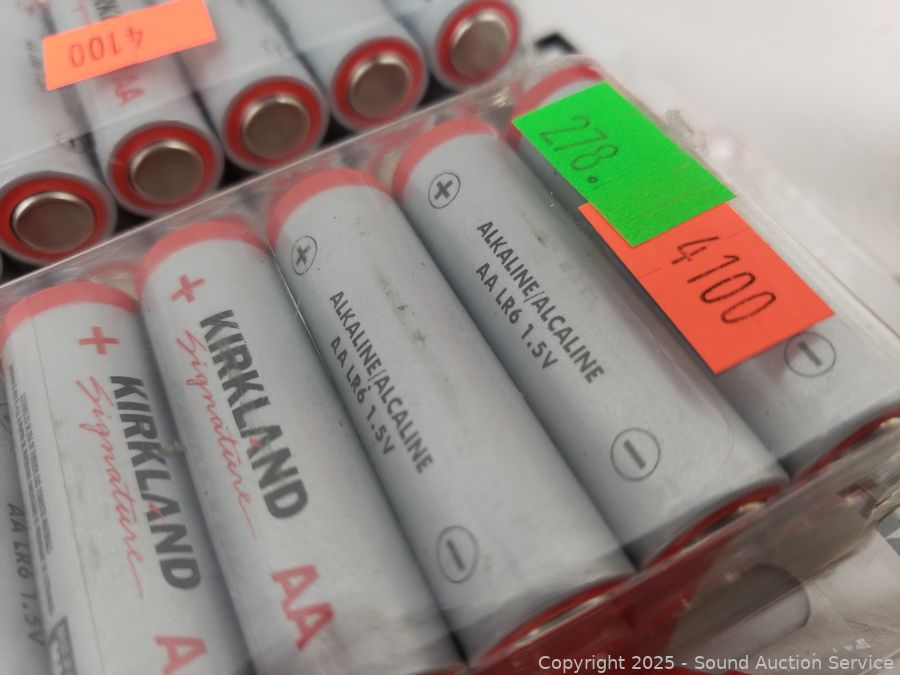 4100
AA
278.
4100
+
ALKALINE/ALCALINE
AA LR6 1.5V
−
+
ALKALINE/ALCALINE
AA LR6 1.5V
−
−
+
KIRKLAND
Signature
AA
+
KIRKLAND
Signature
AA LR6 1.5V
Copyright 2025 - Sound Auction Service